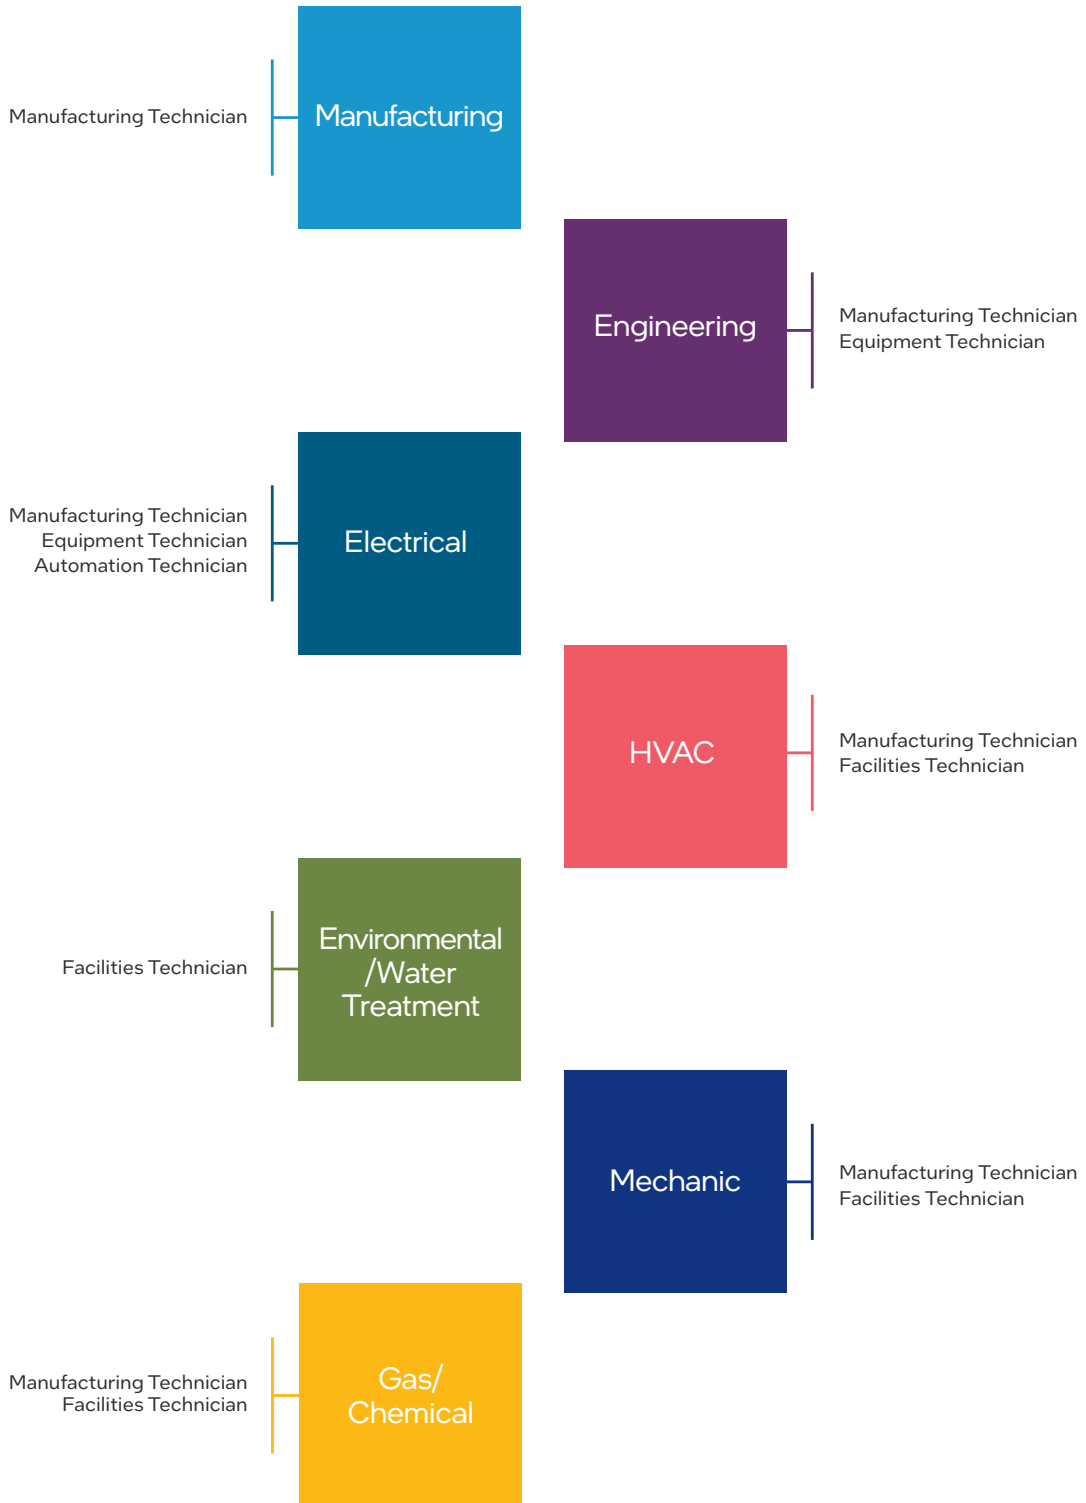 Manufacturing Technician
Manufacturing
Engineering
Manufacturing Technician
Equipment Technician
Manufacturing Technician
Equipment Technician
Automation Technician
Electrical
HVAC
Manufacturing Technician
Facilities Technician
Facilities Technician
Environmental
/Water
Treatment
Mechanic
Manufacturing Technician
Facilities Technician
Manufacturing Technician
Facilities Technician
Gas/
Chemical